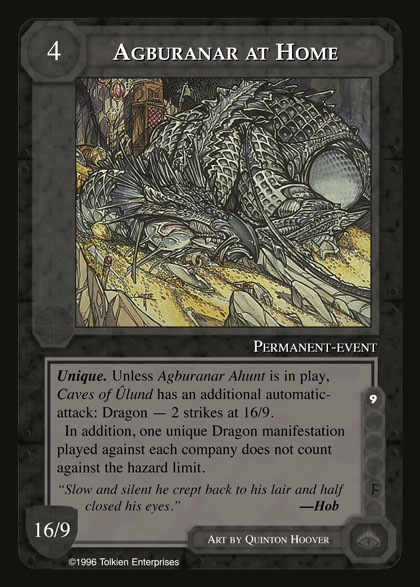 4
AGBURANAR AT HOME
PERMANENT-EVENT
Unique. Unless Agburanar Ahunt is in play,
Caves of Ûlund has an additional automatic-
attack: Dragon — 2 strikes at 16/9.
In addition, one unique Dragon manifestation
played against each company does not count
against the hazard limit.
“Slow and silent he crept back to his lair and half
closed his eyes.” —Hob
9
16/9
ART BY QUINTON HOOVER
©1996 Tolkien Enterprises